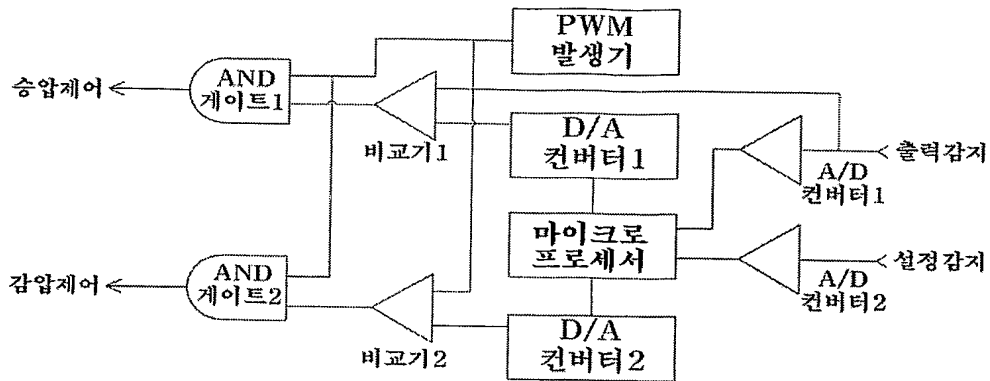 PWM
발생기
승압제어
AND
게이트1
비교기1
D/A
컨버터1
A/D
컨버터1
출력감지
마이크로
프로세서
감압제어
AND
게이트2
비교기2
D/A
컨버터2
A/D
컨버터2
설정감지